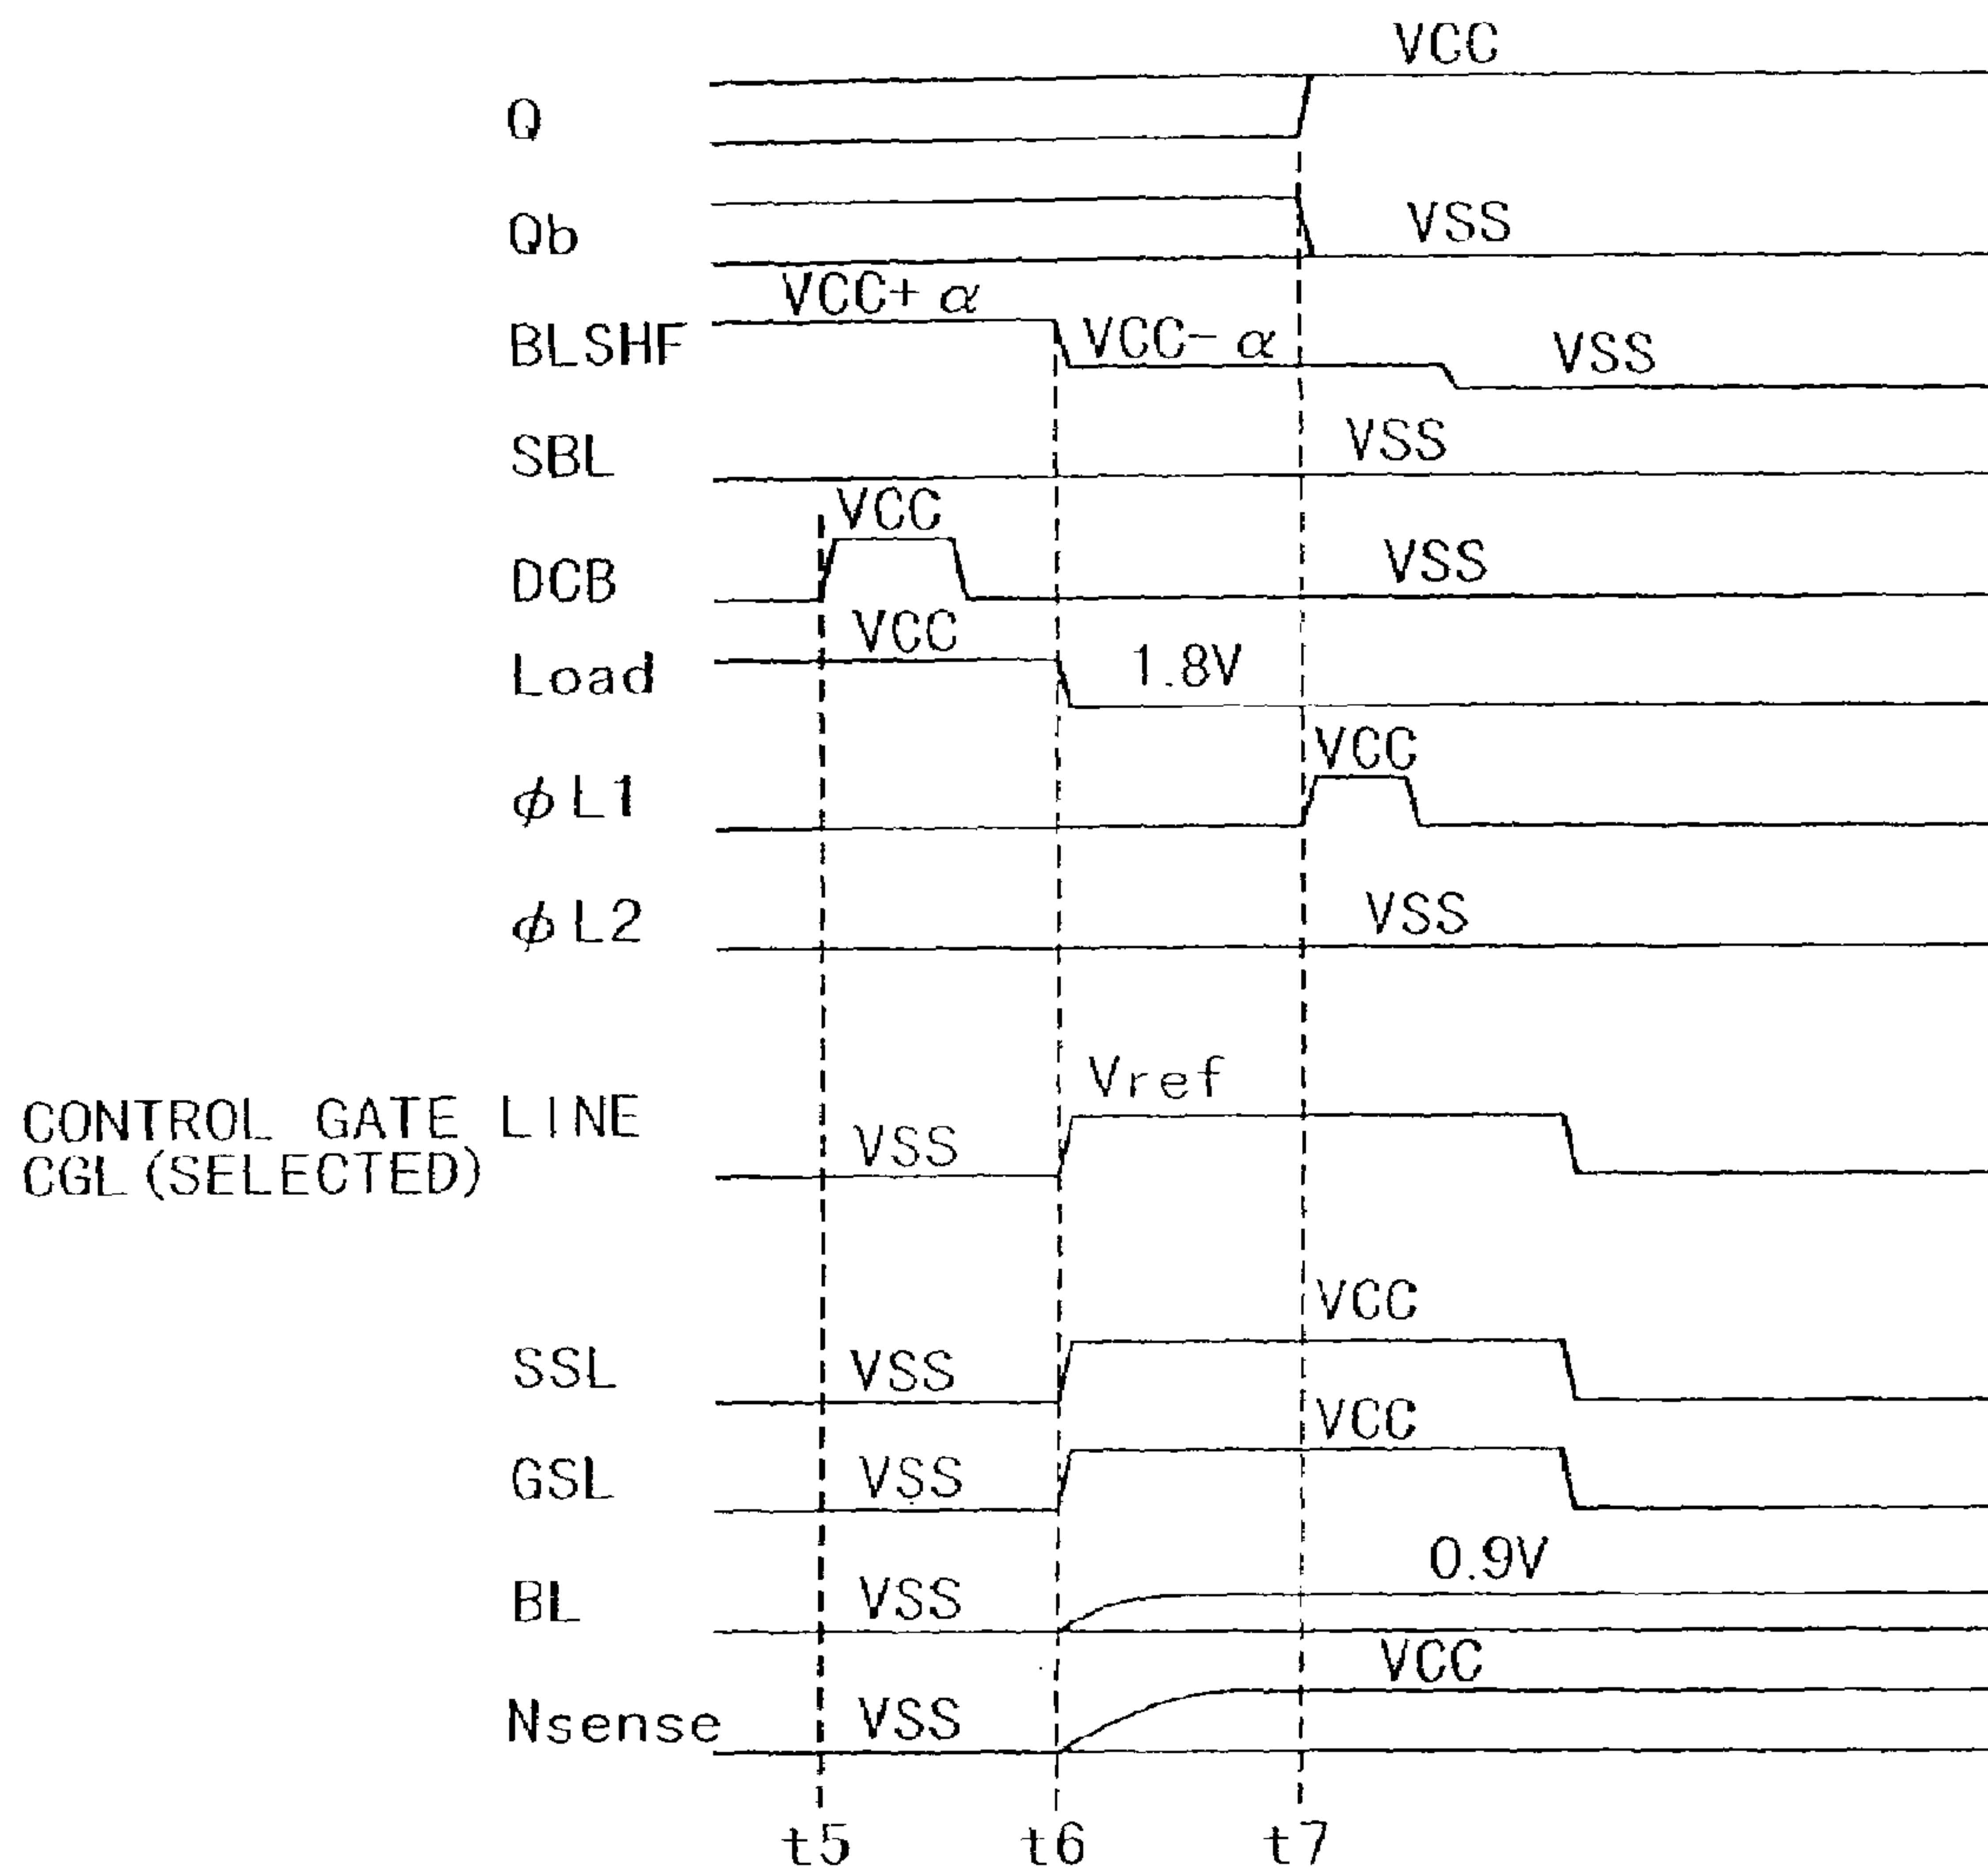 VCC
Q
Qb VSS
VCC+ α
BLSHF VCC- α VSS
SBL VSS
VCC
DCB VSS
VCC
Load 1.8V
VCC
φL1
φL2 VSS
Vref
CONTROL GATE LINE VSS
CGL (SELECTED)
VCC
SSL VSS
VCC
GSL VSS
0.9V
BL VSS
VCC
Nsense VSS
t5 t6 t7